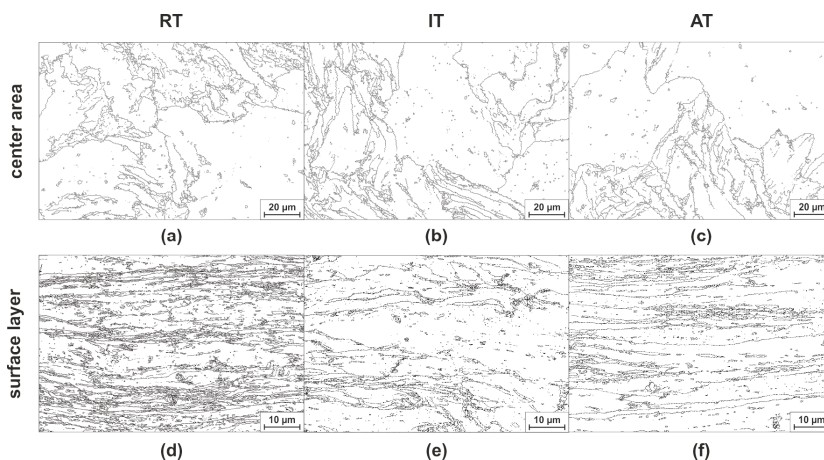 RT IT AT
center area
20 µm 20 µm 20 µm
(a) (b) (c)
surface layer
10 µm 10 µm 10 µm
(d) (e) (f)